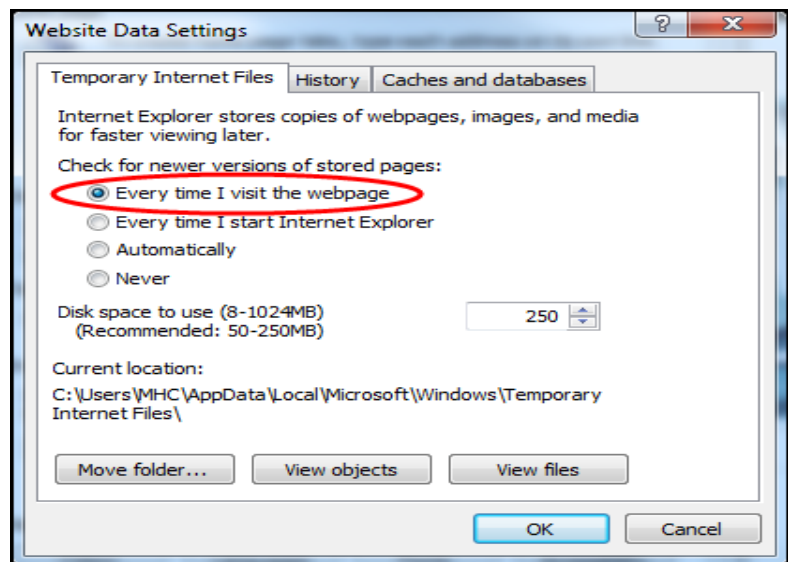 Website Data Settings
?
Temporary Internet Files
History
Caches and databases
Internet Explorer stores copies of webpages, images, and media
for faster viewing later.
Check for newer versions of stored pages:
Every time I visit the webpage
Every time I start Internet Explorer
Automatically
Never
Disk space to use (8-1024MB)
250
(Recommended: 50-250MB)
Current location:
C:\Users\MHC\AppData\Local\Microsoft\Windows\Temporary
Internet Files\
Move folder...
View objects
View files
OK
Cancel